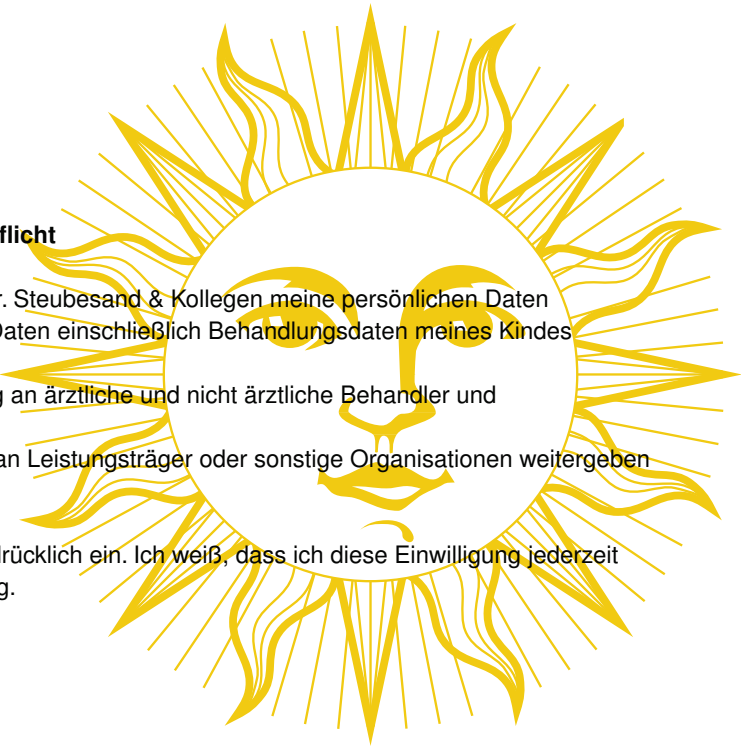 flicht
r. Steubesand & Kollegen meine persönlichen Daten
Daten einschließlich Behandlungsdaten meines Kindes
g an ärztliche und nicht ärztliche Behandler und
an Leistungsträger oder sonstige Organisationen weitergeben
drücklich ein. Ich weiß, dass ich diese Einwilligung jederzeit
g.